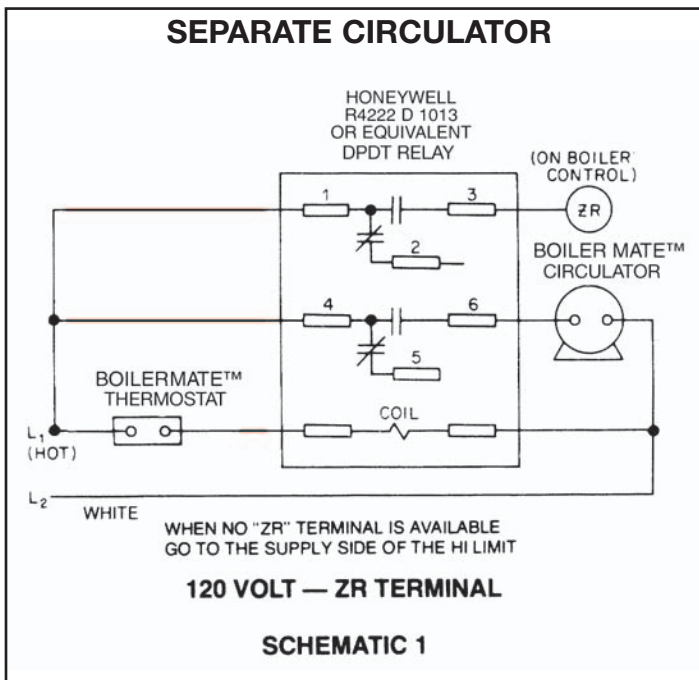 SEPARATE CIRCULATOR
HONEYWELL
R4222 D 1013
OR EQUIVALENT
DPDT RELAY
(ON BOILER
CONTROL)
1
3
ZR
2
BOILER MATE™
CIRCULATOR
4
6
5
BOILERMATE™
THERMOSTAT
COIL
L1
(HOT)
L2
WHITE
WHEN NO "ZR" TERMINAL IS AVAILABLE
GO TO THE SUPPLY SIDE OF THE HI LIMIT
120 VOLT — ZR TERMINAL
SCHEMATIC 1